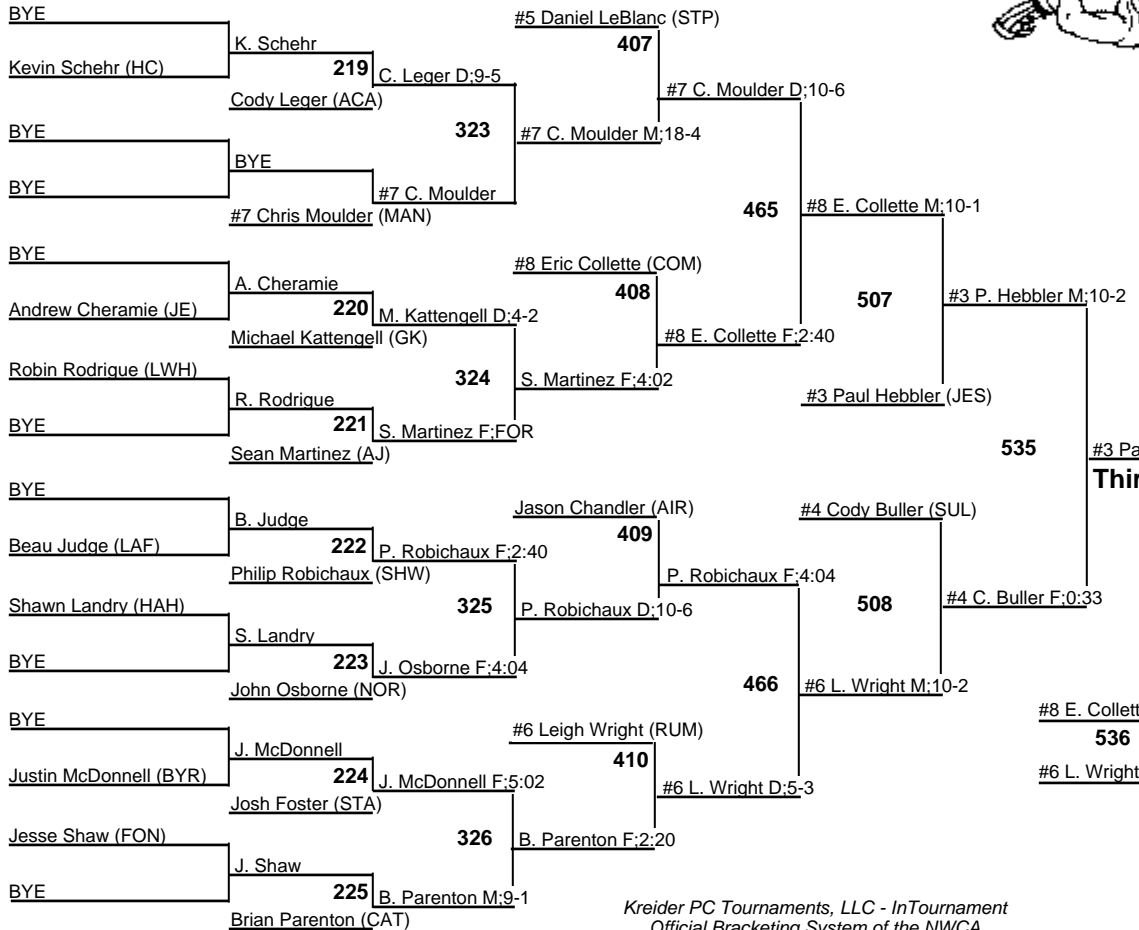 BYE
#5 Daniel LeBlanc (STP)
K. Schehr
407
Kevin Schehr (HC)
219
C. Leger D;9-5
#7 C. Moulder D;10-6
Cody Leger (ACA)
BYE
323
#7 C. Moulder M;18-4
BYE
BYE
#7 C. Moulder
465
#8 E. Collette M;10-1
#7 Chris Moulder (MAN)
BYE
#8 Eric Collette (COM)
A. Cheramie
408
507
#3 P. Hebbler M;10-2
Andrew Cheramie (JE)
220
M. Kattengell D;4-2
Michael Kattengell (GK)
#8 E. Collette F;2:40
Robin Rodrigue (LWH)
324
S. Martinez F;4:02
R. Rodrigue
#3 Paul Hebbler (JES)
BYE
221
S. Martinez F;FOR
Sean Martinez (AJ)
535
#3 Pa
Thir
BYE
Jason Chandler (AIR)
#4 Cody Buller (SUL)
B. Judge
409
Beau Judge (LAF)
222
P. Robichaux F;2:40
Philip Robichaux (SHW)
P. Robichaux F;4:04
Shawn Landry (HAH)
325
P. Robichaux D;10-6
508
#4 C. Buller F;0:33
S. Landry
BYE
223
J. Osborne F;4:04
John Osborne (NOR)
466
#6 L. Wright M;10-2
BYE
#6 Leigh Wright (RUM)
#8 E. Collett
J. McDonnell
410
536
Justin McDonnell (BYR)
224
J. McDonnell F;5:02
#6 L. Wright D;5-3
#6 L. Wright
Josh Foster (STA)
Jesse Shaw (FON)
326
B. Parenton F;2:20
J. Shaw
BYE
225
B. Parenton M;9-1
Brian Parenton (CAT)
Kreider PC Tournaments, LLC - InTournament
Official Bracketing System of the NWCA